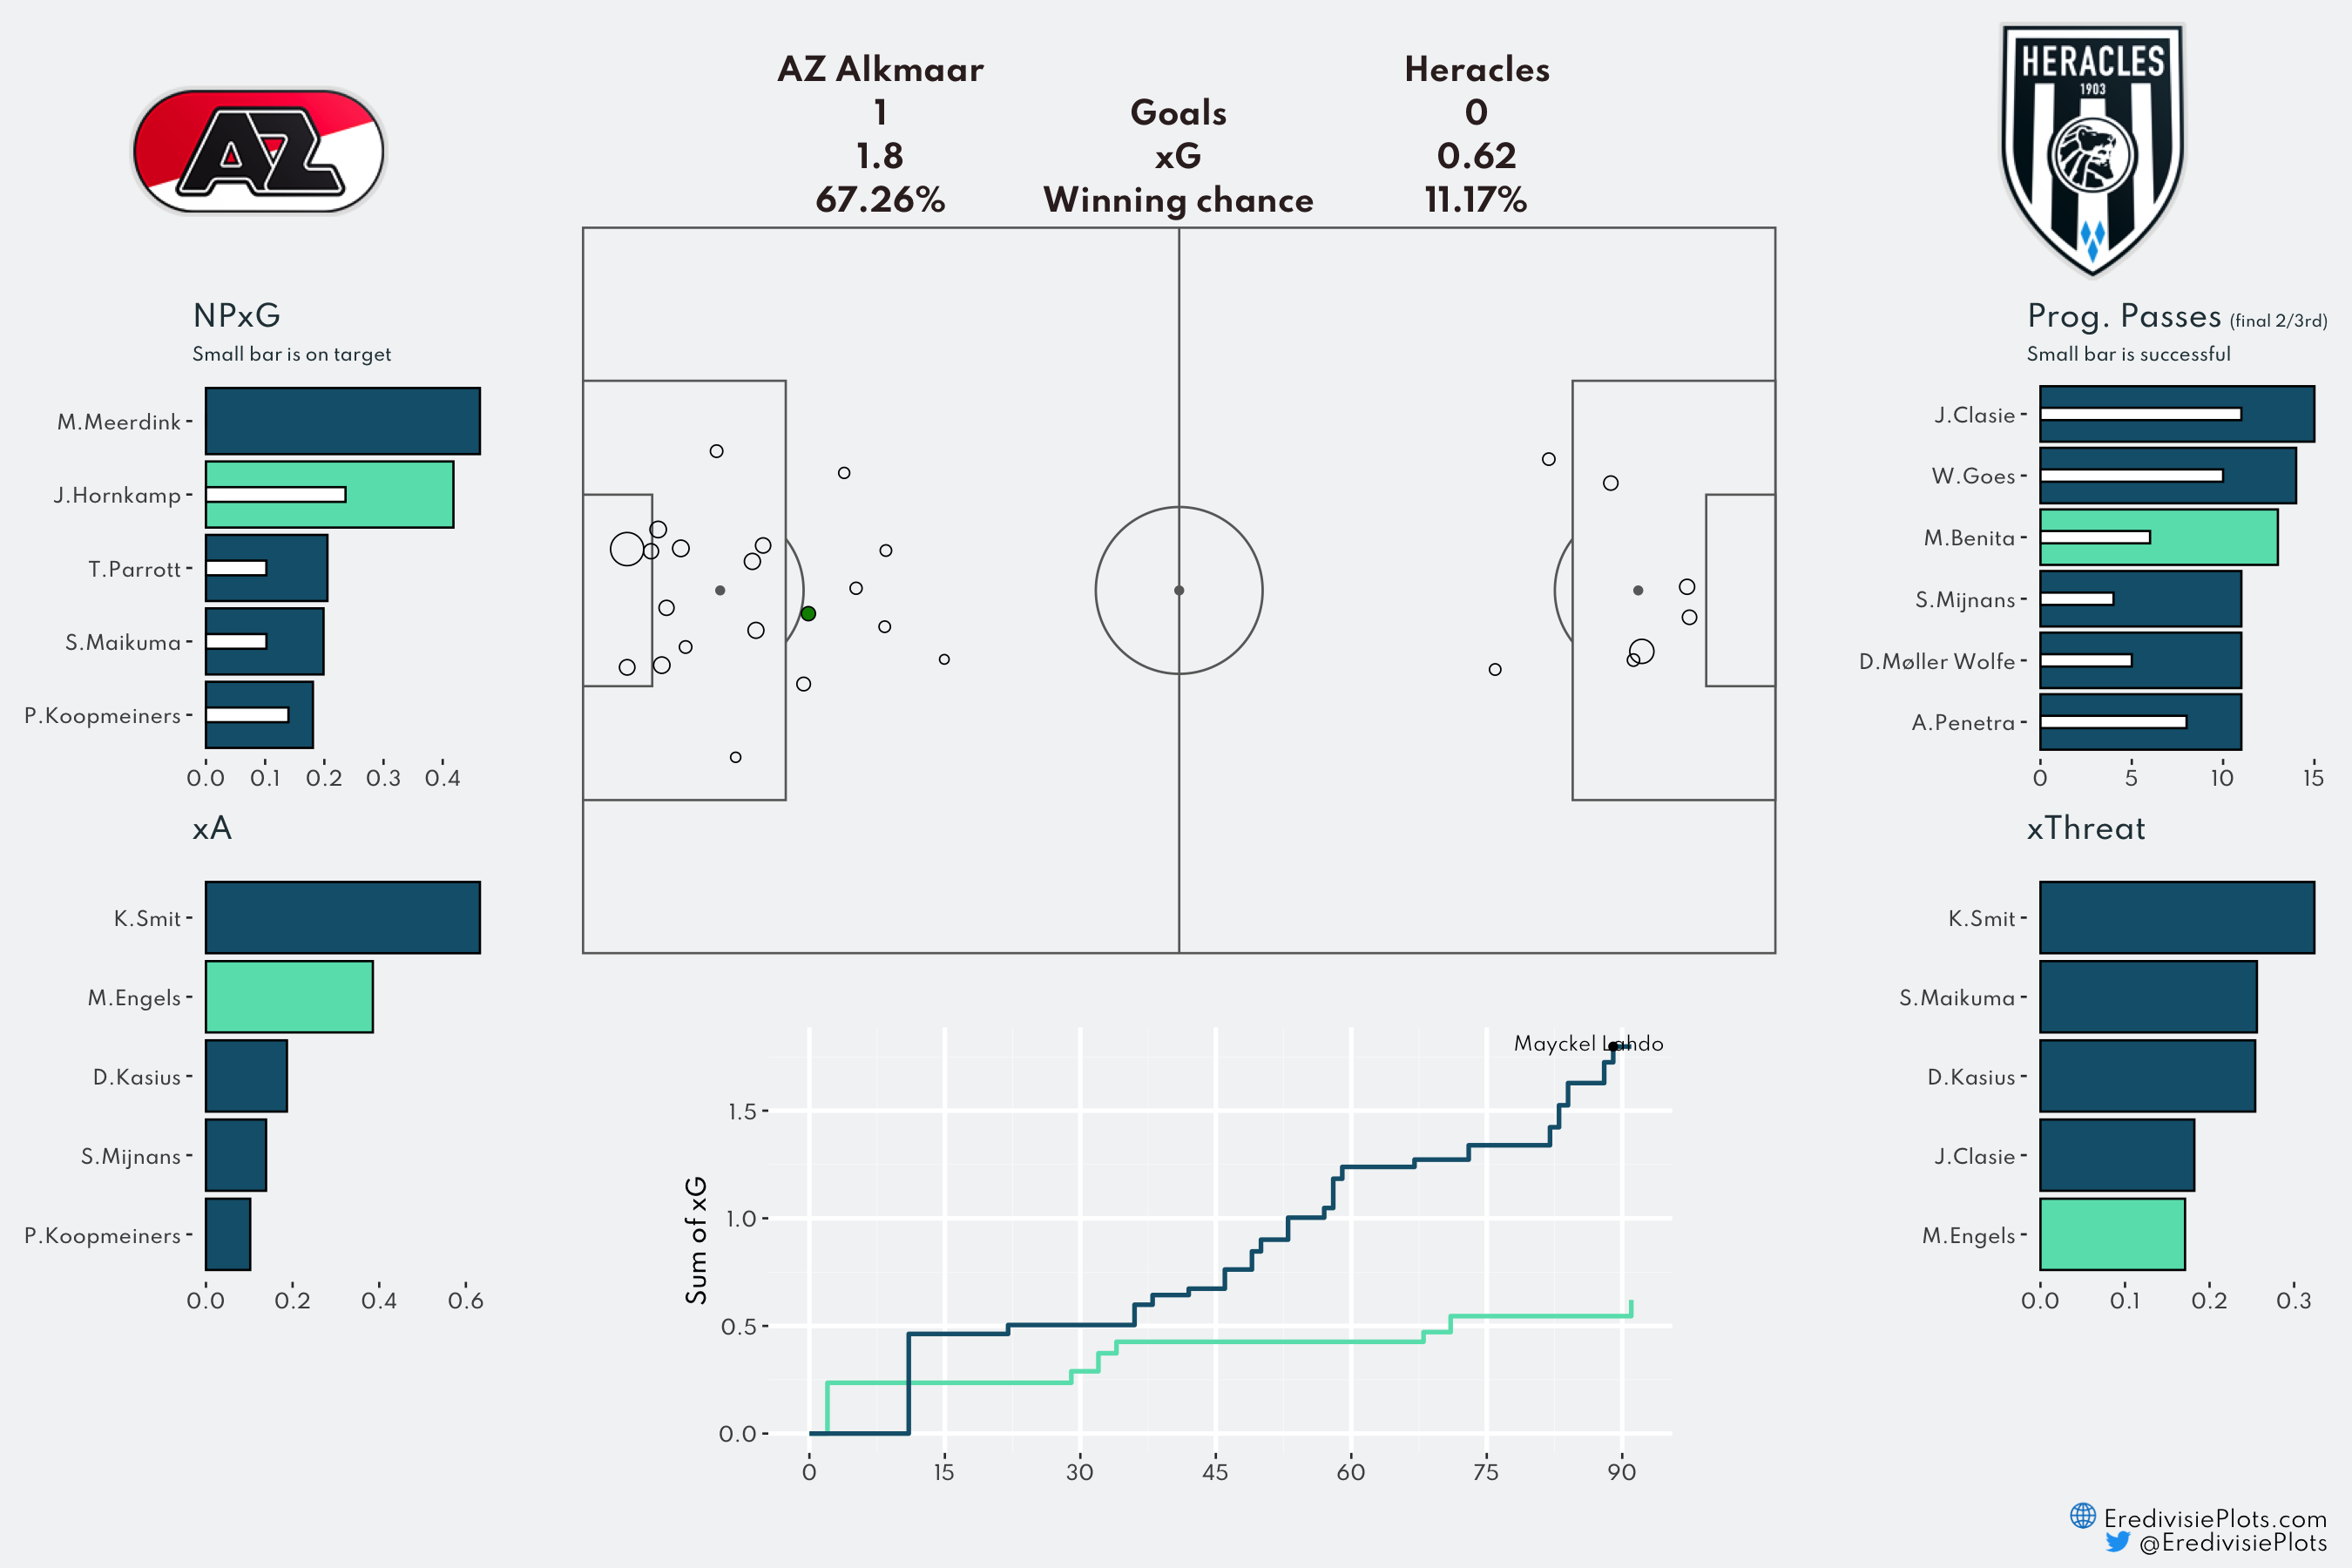 AZ Alkmaar Heracles
1 Goals 0
1.8 xG 0.62
67.26% Winning chance 11.17%
AZ
HERACLES
1903
NPxG
Small bar is on target
M.Meerdink
J.Hornkamp
T.Parrott
S.Maikuma
P.Koopmeiners
0.0 0.1 0.2 0.3 0.4
xA
K.Smit
M.Engels
D.Kasius
S.Mijnans
P.Koopmeiners
0.0 0.2 0.4 0.6
Mayckel Lahdo
Sum of xG
1.5
1.0
0.5
0.0
0 15 30 45 60 75 90
Prog. Passes (final 2/3rd)
Small bar is successful
J.Clasie
W.Goes
M.Benita
S.Mijnans
D.Møller Wolfe
A.Penetra
0 5 10 15
xThreat
K.Smit
S.Maikuma
D.Kasius
J.Clasie
M.Engels
0.0 0.1 0.2 0.3
EredivisiePlots.com
@EredivisiePlots